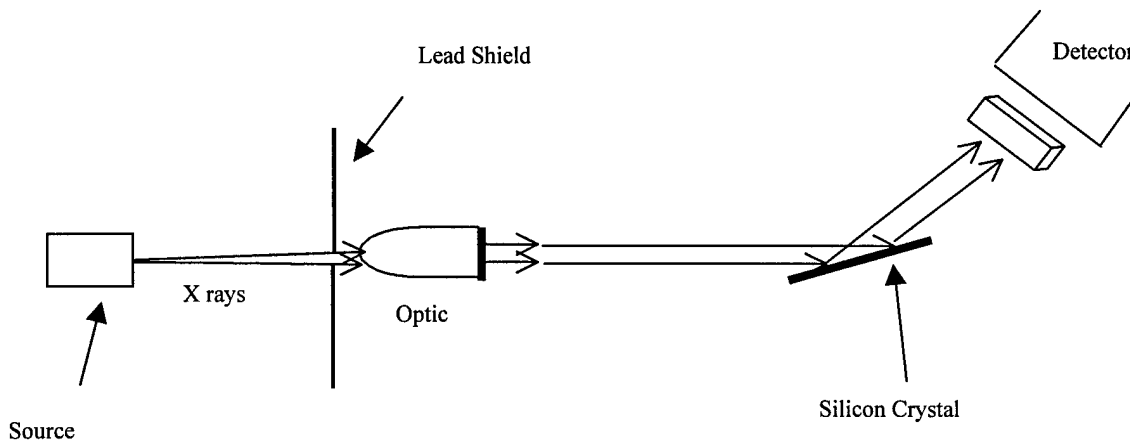 Lead Shield
Detector
X rays
Optic
Silicon Crystal
Source